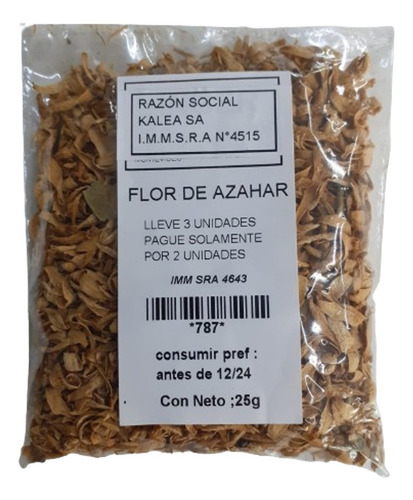 RAZÓN SOCIAL
KALEA SA
I.M.M.S.R.A N°4515
FLOR DE AZAHAR
LLEVE 3 UNIDADES
PAGUE SOLAMENTE
POR 2 UNIDADES
IMM SRA 4643
*787*
consumir pref :
antes de 12/24
Con Neto ;25g